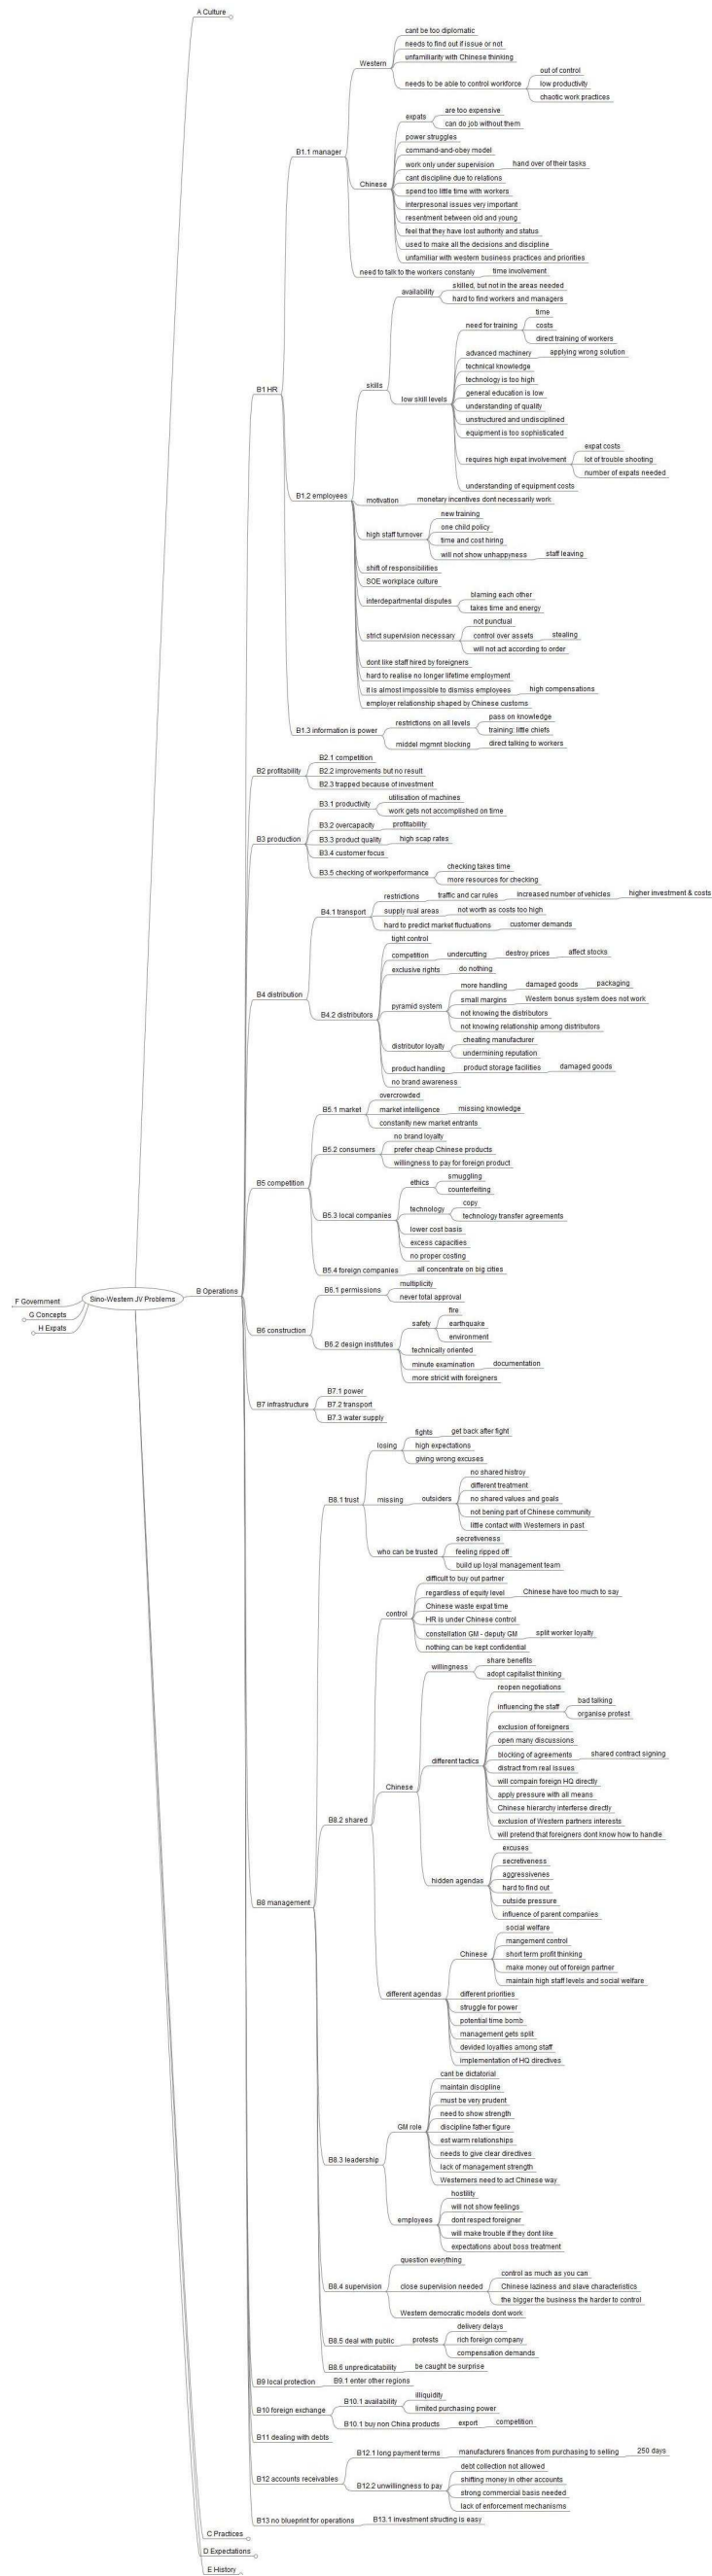 A Culture
Sino-Western JV Problems
F Government
G Concepts
H Expats
B Operations
B1 HR
B1.1 manager
Western
cant be too diplomatic
needs to find out if issue or not
unfamiliarity with Chinese thinking
needs to be able to control workforce
out of control
low productivity
chaotic work practices
Chinese
expats
are too expensive
can do job without them
power struggles
command-and-obey model
work only under supervision
hand over of their tasks
cant discipline due to relations
spend too little time with workers
interpresonal issues very important
resentment between old and young
feel that they have lost authority and status
used to make all the decisions and discipline
unfamiliar with western business practices and priorities
need to talk to the workers constanly
time involvement
B1.2 employees
skills
availability
skilled, but not in the areas needed
hard to find workers and managers
low skill levels
need for training
time
costs
direct training of workers
advanced machinery
applying wrong solution
technical knowledge
technology is too high
general education is low
understanding of quality
unstructured and undisciplined
equipment is too sophisticated
requires high expat involvement
expat costs
lot of trouble shooting
number of expats needed
understanding of equipment costs
motivation
monetary incentives dont necessarily work
high staff turnover
new training
one child policy
time and cost hiring
will not show unhappyness
staff leaving
shift of responsibilities
SOE workplace culture
interdepartmental disputes
blaming each other
takes time and energy
strict supervision necessary
not punctual
control over assets
stealing
will not act according to order
dont like staff hired by foreigners
hard to realise no longer lifetime employment
it is almost impossible to dismiss employees
high compensations
employer relationship shaped by Chinese customs
B1.3 information is power
restrictions on all levels
pass on knowledge
training: little chiefs
middel mgmnt blocking
direct talking to workers
B2 profitability
B2.1 competition
B2.2 improvements but no result
B2.3 trapped because of investment
B3 production
B3.1 productivity
utilisation of machines
work gets not accomplished on time
B3.2 overcapacity
profitability
B3.3 product quality
high scap rates
B3.4 customer focus
B3.5 checking of workperformance
checking takes time
more resources for checking
B4 distribution
B4.1 transport
restrictions
traffic and car rules
increased number of vehicles
higher investment & costs
supply rual areas
not worth as costs too high
hard to predict market fluctuations
customer demands
B4.2 distributors
tight control
competition
undercutting
destroy prices
affect stocks
exclusive rights
do nothing
pyramid system
more handling
damaged goods
packaging
small margins
Western bonus system does not work
not knowing the distributors
not knowing relationship among distributors
distributor loyalty
cheating manufacturer
undermining reputation
product handling
product storage facilities
damaged goods
no brand awareness
B5 competition
B5.1 market
overcrowded
market intelligence
missing knowledge
constanlty new market entrants
B5.2 consumers
no brand loyalty
prefer cheap Chinese products
willingness to pay for foreign product
B5.3 local companies
ethics
smuggling
counterfeiting
technology
copy
technology transfer agreements
lower cost basis
excess capacities
no proper costing
B5.4 foreign companies
all concentrate on big cities
B6 construction
B6.1 permissions
multiplicity
never total approval
B6.2 design institutes
safety
fire
earthquake
environment
technically oriented
minute examination
documentation
more strickt with foreigners
B7 infrastructure
B7.1 power
B7.2 transport
B7.3 water supply
B8 management
B8.1 trust
losing
fights
get back after fight
high expectations
giving wrong excuses
missing
outsiders
no shared histroy
different treatment
no shared values and goals
not bening part of Chinese community
little contact with Westerners in past
who can be trusted
secretiveness
feeling ripped off
build up loyal management team
B8.2 shared
control
difficult to buy out partner
regardless of equity level
Chinese have too much to say
Chinese waste expat time
HR is under Chinese control
constellation GM - deputy GM
split worker loyalty
nothing can be kept confidential
Chinese
willingness
share benefits
adopt capitalist thinking
different tactics
reopen negotiations
influencing the staff
bad talking
organise protest
exclusion of foreigners
open many discussions
blocking of agreements
shared contract signing
distract from real issues
will compain foreign HQ directly
apply pressure with all means
Chinese hierarchy interferse directly
exclusion of Western partners interests
will pretend that foreigners dont know how to handle
hidden agendas
excuses
secretiveness
aggressivenes
hard to find out
outside pressure
influence of parent companies
different agendas
Chinese
social welfare
mangement control
short term profit thinking
make money out of foreign partner
maintain high staff levels and social welfare
different priorities
struggle for power
potential time bomb
management gets split
devided loyalties among staff
implementation of HQ directives
B8.3 leadership
GM role
cant be dictatorial
maintain discipline
must be very prudent
need to show strength
discipline father figure
est warm relationships
needs to give clear directives
lack of management strength
Westerners need to act Chinese way
employees
hostility
will not show feelings
dont respect foreigner
will make trouble if they dont like
expectations about boss treatment
B8.4 supervision
question everything
close supervision needed
control as much as you can
Chinese laziness and slave characteristics
the bigger the business the harder to control
Western democratic models dont work
B8.5 deal with public
protests
delivery delays
rich foreign company
compensation demands
B8.6 unpredicatability
be caught be surprise
B9 local protection
B9.1 enter other regions
B10 foreign exchange
B10.1 availability
illiquidity
limited purchasing power
B10.1 buy non China products
export
competition
B11 dealing with debts
B12 accounts receivables
B12.1 long payment terms
manufacturers finances from purchasing to selling
250 days
B12.2 unwillingness to pay
debt collection not allowed
shifting money in other accounts
strong commercial basis needed
lack of enforcement mechanisms
B13 no blueprint for operations
B13.1 investment structing is easy
C Practices
D Expectations
E History